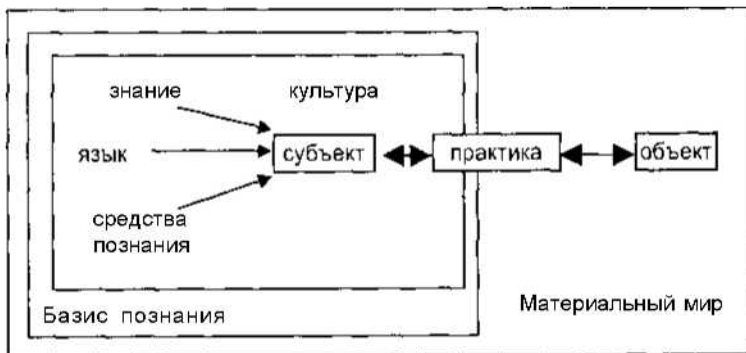 знание
культура
язык
субъект
практика
объект
средства
познания
Базис познания
Материальный мир